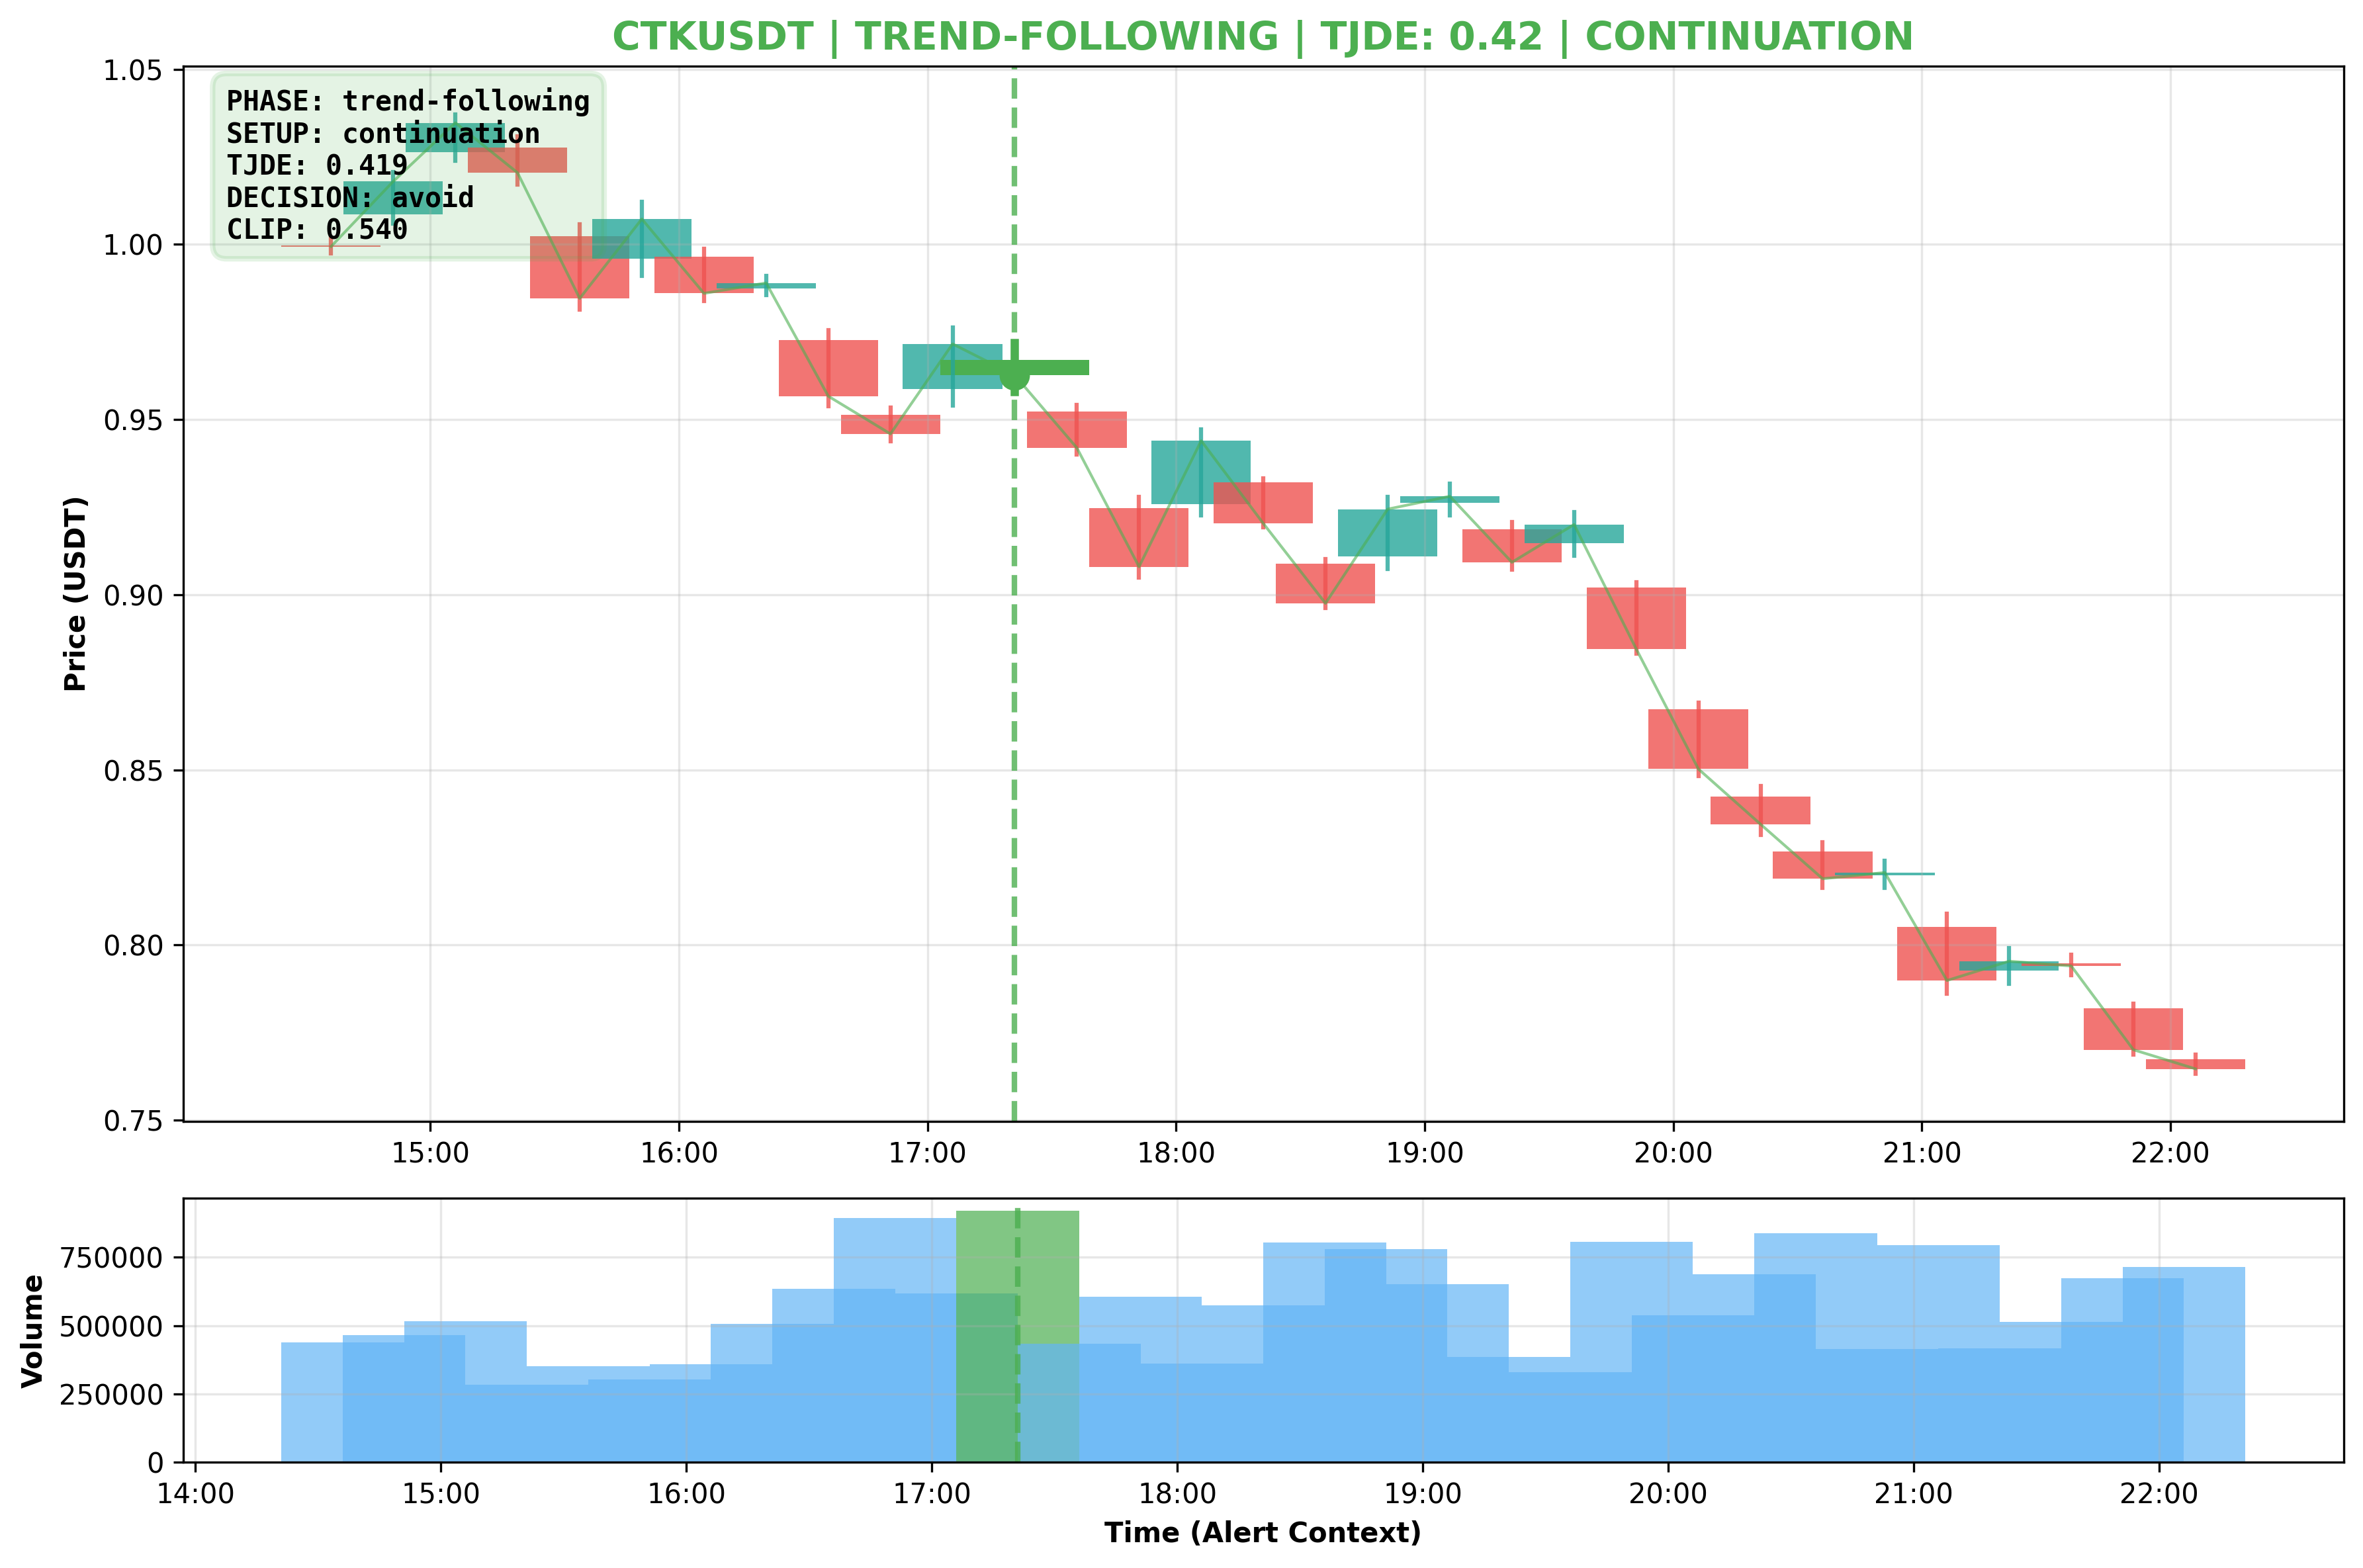 CTKUSDT | TREND-FOLLOWING | TJDE: 0.42 | CONTINUATION
PHASE: trend-following
SETUP: continuation
TJDE: 0.419
DECISION: avoid
CLIP: 0.540
Price (USDT)
1.05
1.00
0.95
0.90
0.85
0.80
0.75
15:00 16:00 17:00 18:00 19:00 20:00 21:00 22:00
Volume
750000
500000
250000
0
14:00 15:00 16:00 17:00 18:00 19:00 20:00 21:00 22:00
Time (Alert Context)